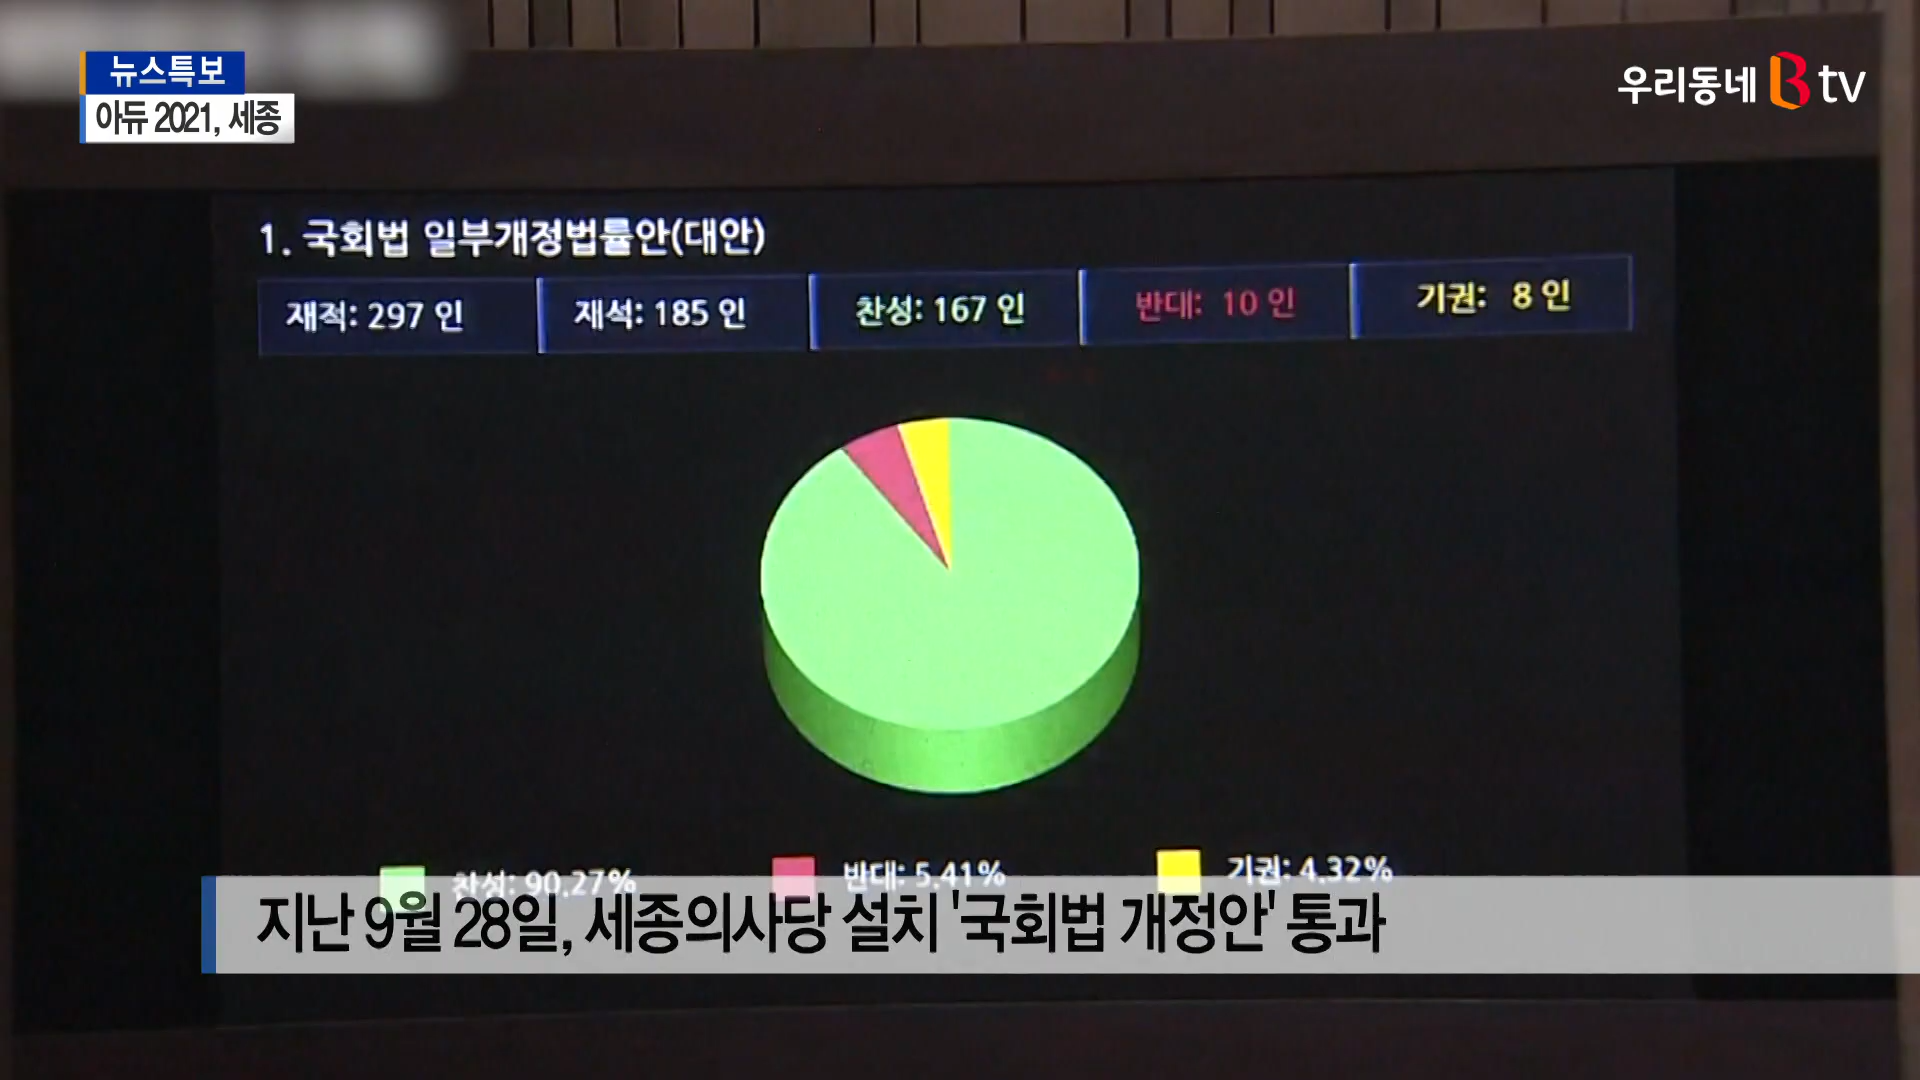 뉴스특보
아듀 2021, 세종
우리동네 B tv
1. 국회법 일부개정법률안(대안)
재적: 297 인
재석: 185 인
찬성: 167 인
반대: 10 인
기권: 8 인
찬성: 90.27%
반대: 5.41%
기권: 4.32%
지난 9월 28일, 세종의사당 설치 '국회법 개정안' 통과